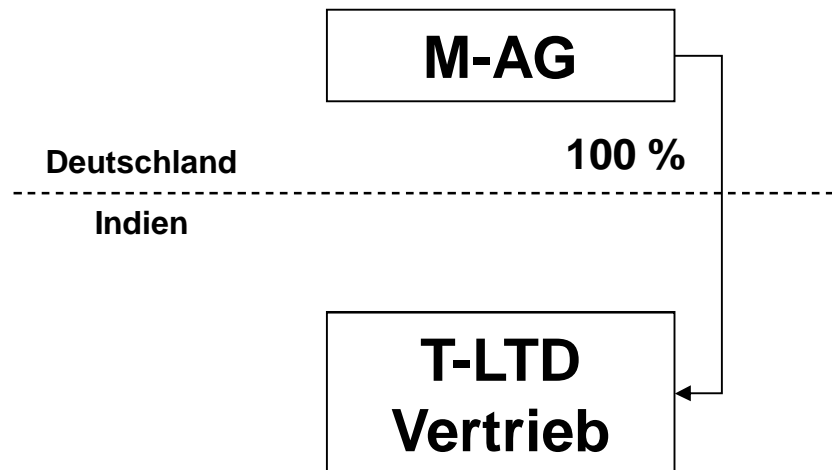 M-AG
Deutschland
100 %
Indien
T-LTD
Vertrieb